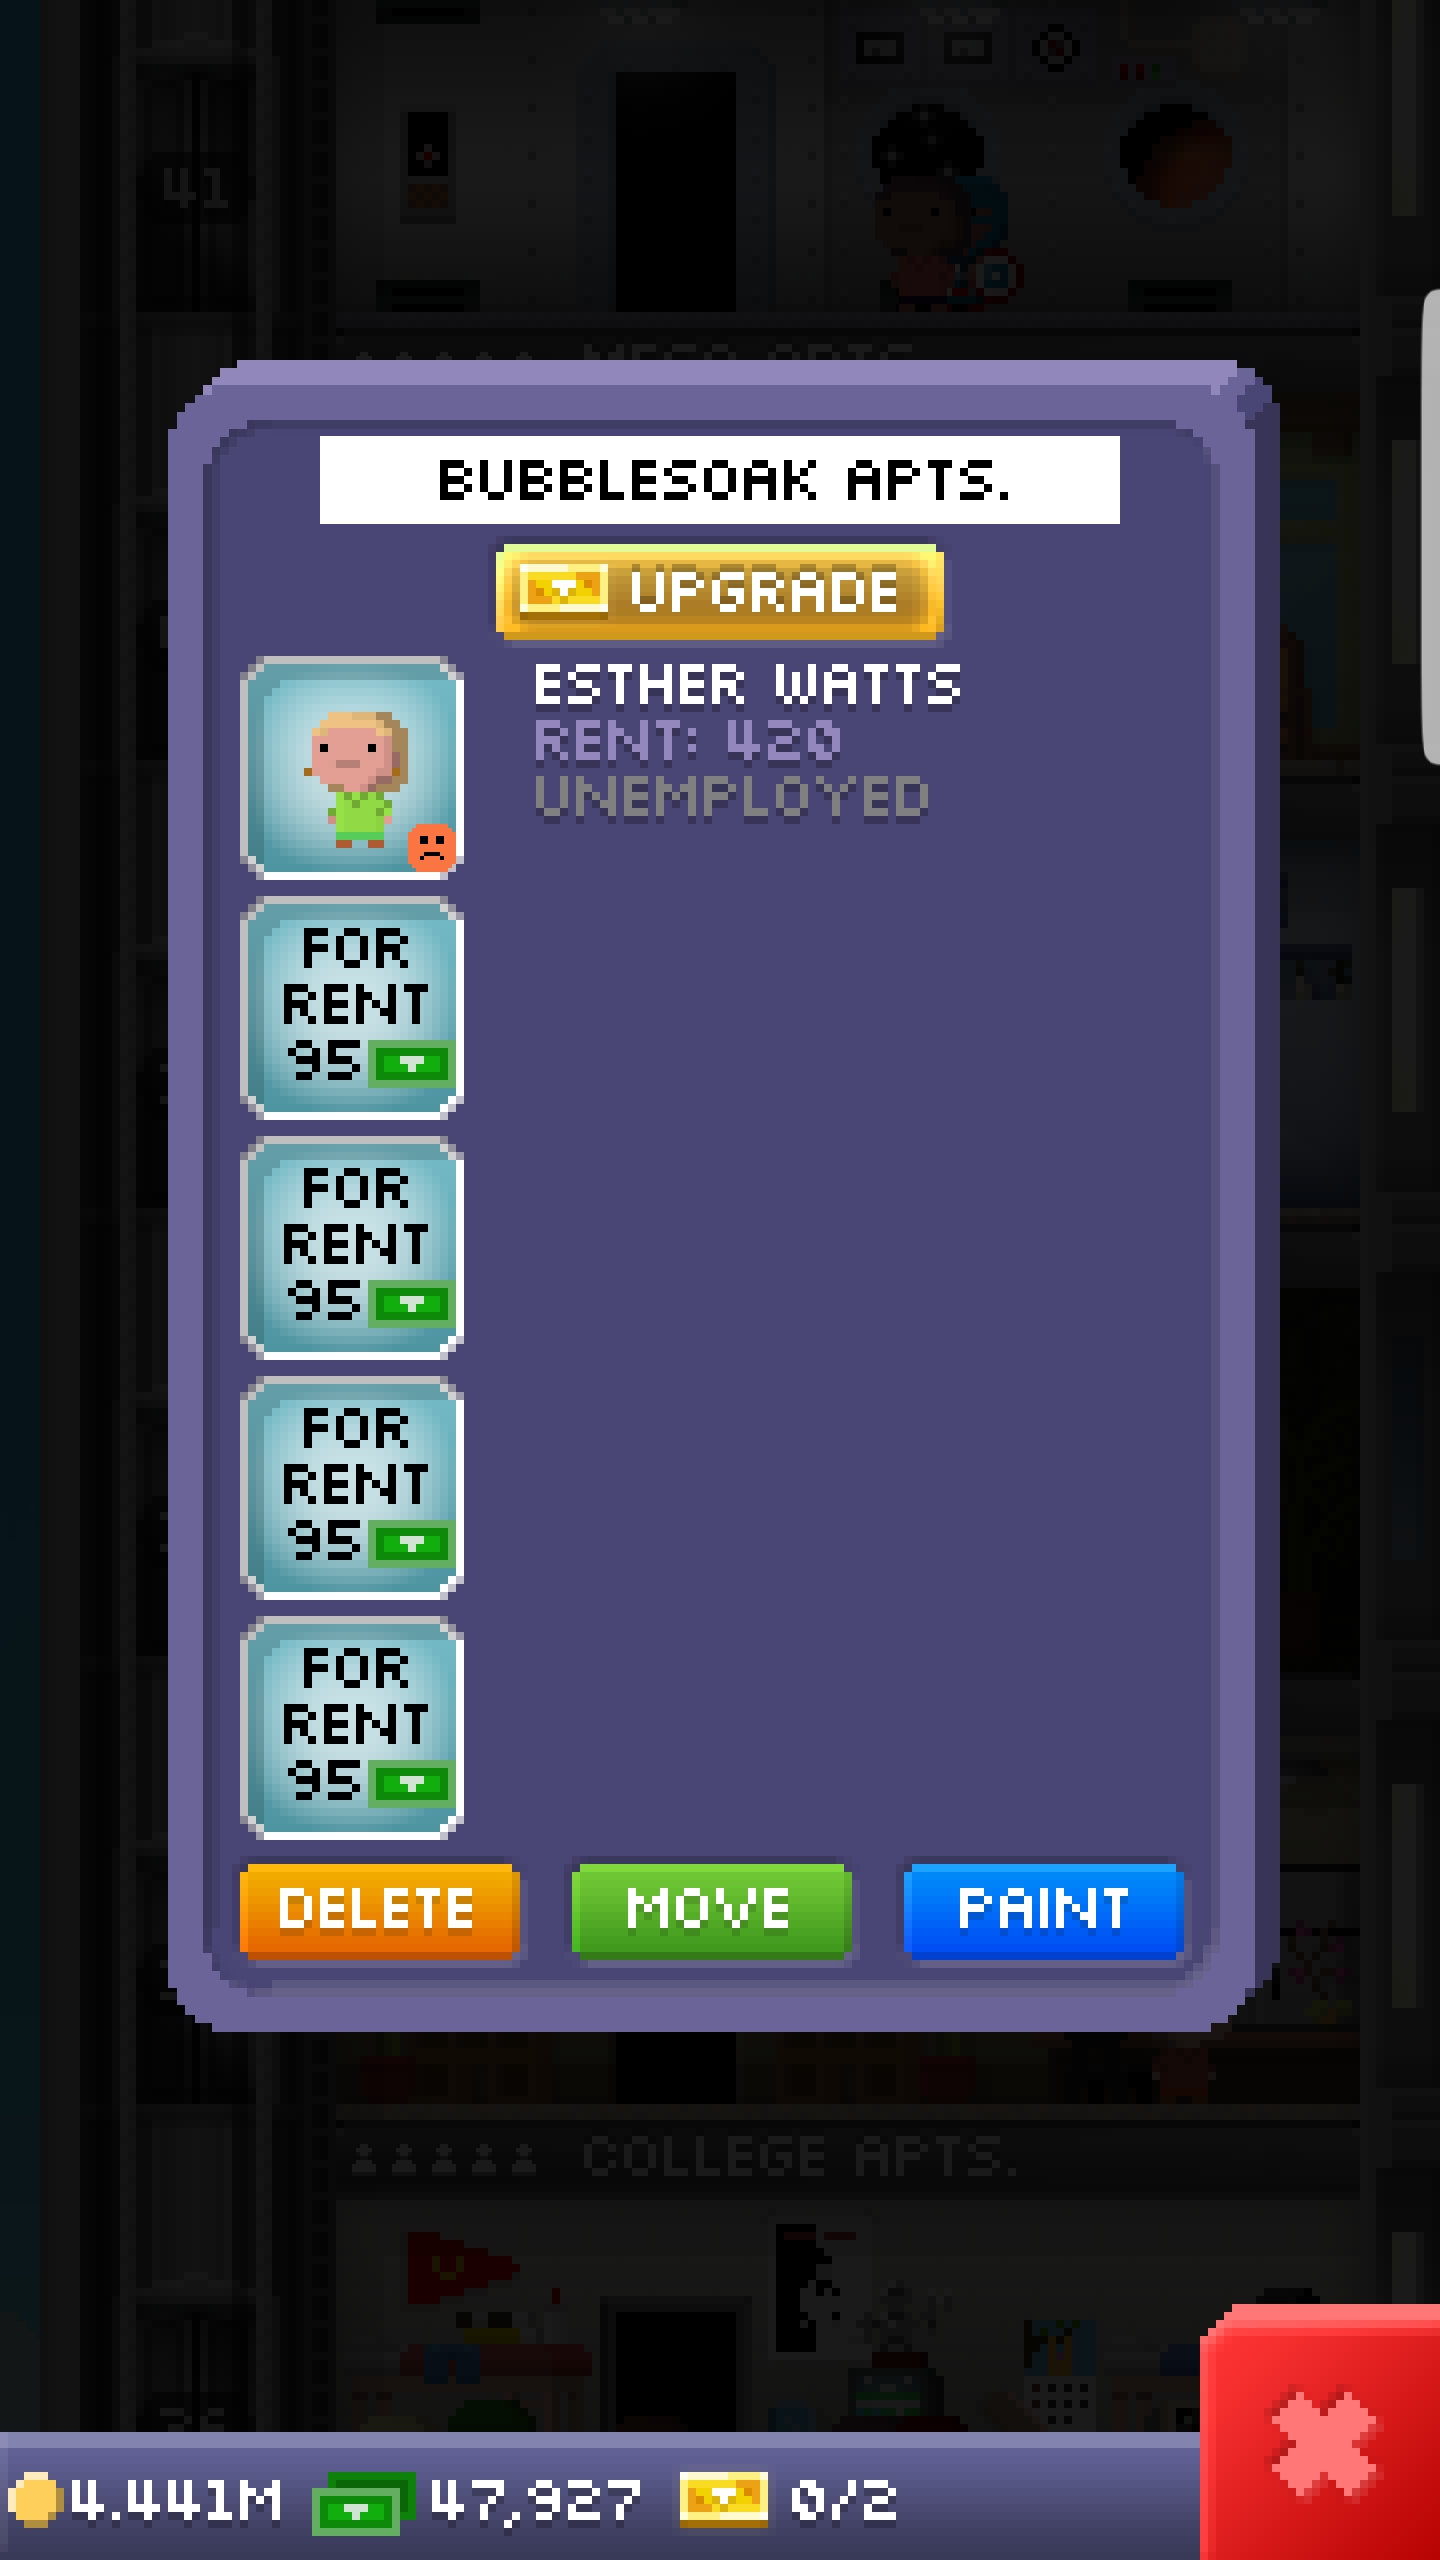 41
BUBBLESOAK APTS.
UPGRADE
ESTHER WATTS
RENT: 420
UNEMPLOYED
FOR
RENT
95
FOR
RENT
95
FOR
RENT
95
FOR
RENT
95
DELETE
MOVE
PAINT
COLLEGE APTS.
4.441M
47,927
0/2